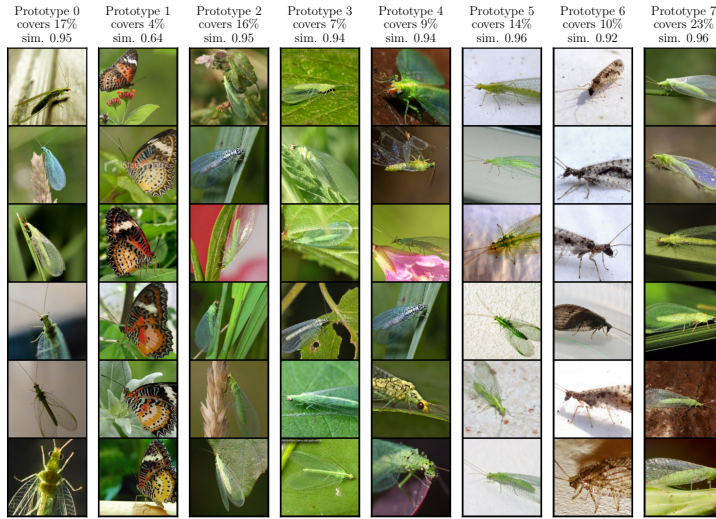 Prototype 0
covers 17%
sim. 0.95
Prototype 1
covers 4%
sim. 0.64
Prototype 2
covers 16%
sim. 0.95
Prototype 3
covers 7%
sim. 0.94
Prototype 4
covers 9%
sim. 0.94
Prototype 5
covers 14%
sim. 0.96
Prototype 6
covers 10%
sim. 0.92
Prototype 7
covers 23%
sim. 0.96